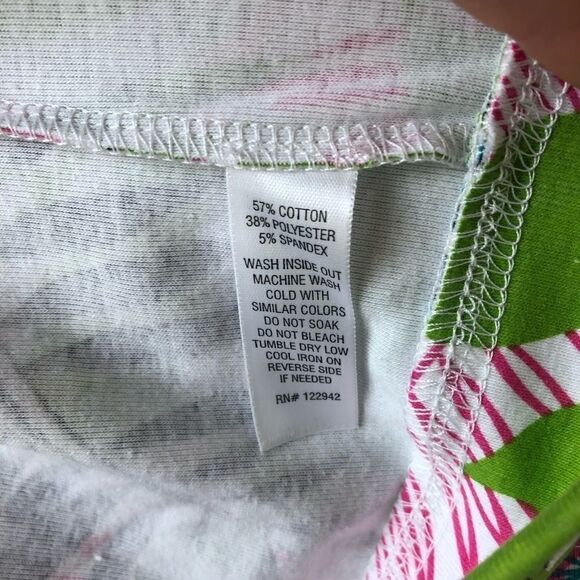 57% COTTON
38% POLYESTER
5% SPANDEX
WASH INSIDE OUT
MACHINE WASH
COLD WITH
SIMILAR COLORS
DO NOT SOAK
DO NOT BLEACH
TUMBLE DRY LOW
COOL IRON ON
REVERSE SIDE
IF NEEDED
RN# 122942